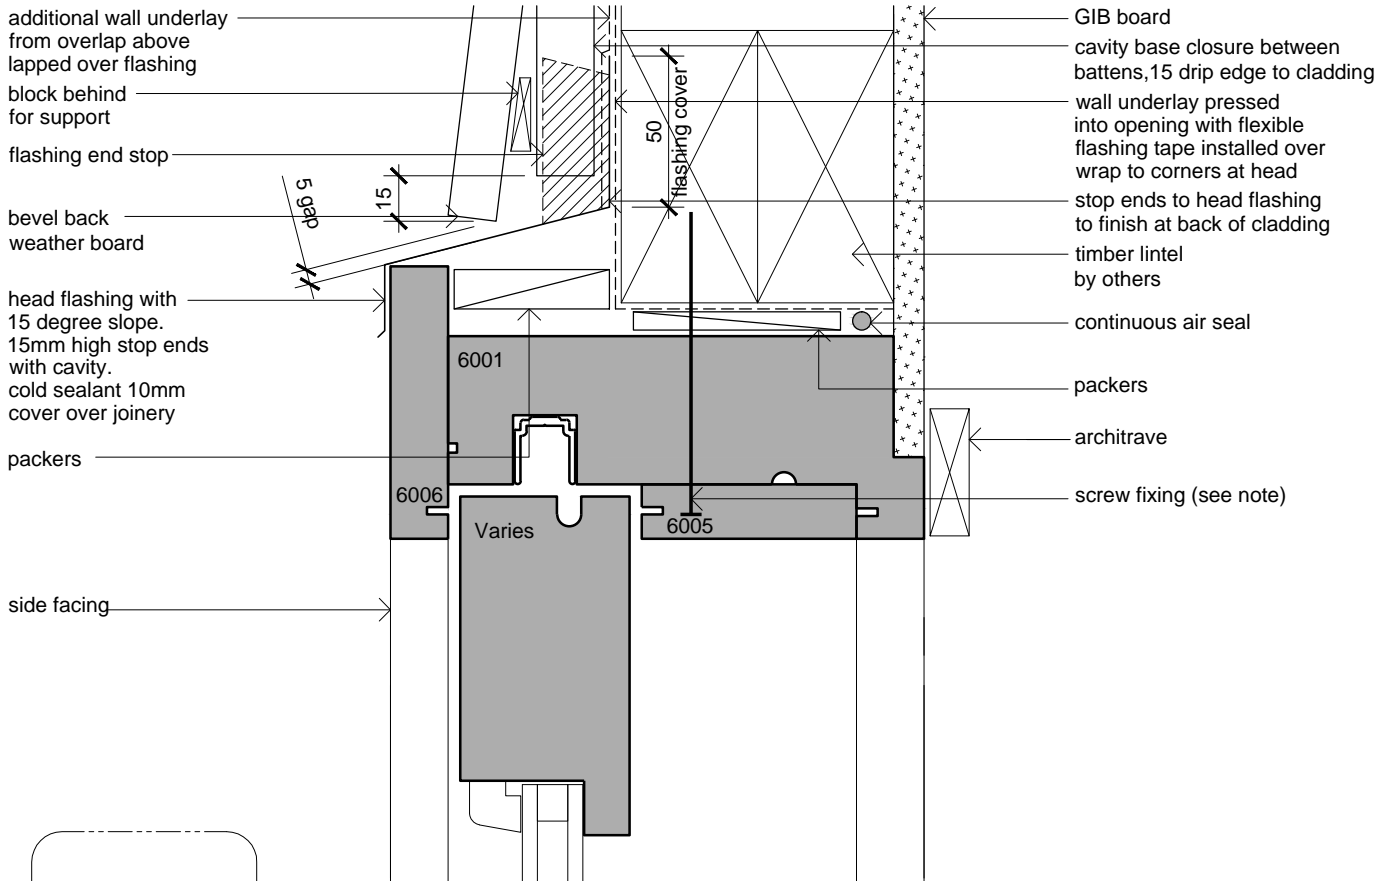 additional wall underlay
from overlap above
lapped over flashing
block behind
for support
flashing end stop
bevel back
weather board
head flashing with
15 degree slope.
15mm high stop ends
with cavity.
cold sealant 10mm
cover over joinery
packers
side facing
5 gap
15
50
flashing cover
6001
6006
Varies
6005
GIB board
cavity base closure between
battens,15 drip edge to cladding
wall underlay pressed
into opening with flexible
flashing tape installed over
wrap to corners at head
stop ends to head flashing
to finish at back of cladding
timber lintel
by others
continuous air seal
packers
architrave
screw fixing (see note)